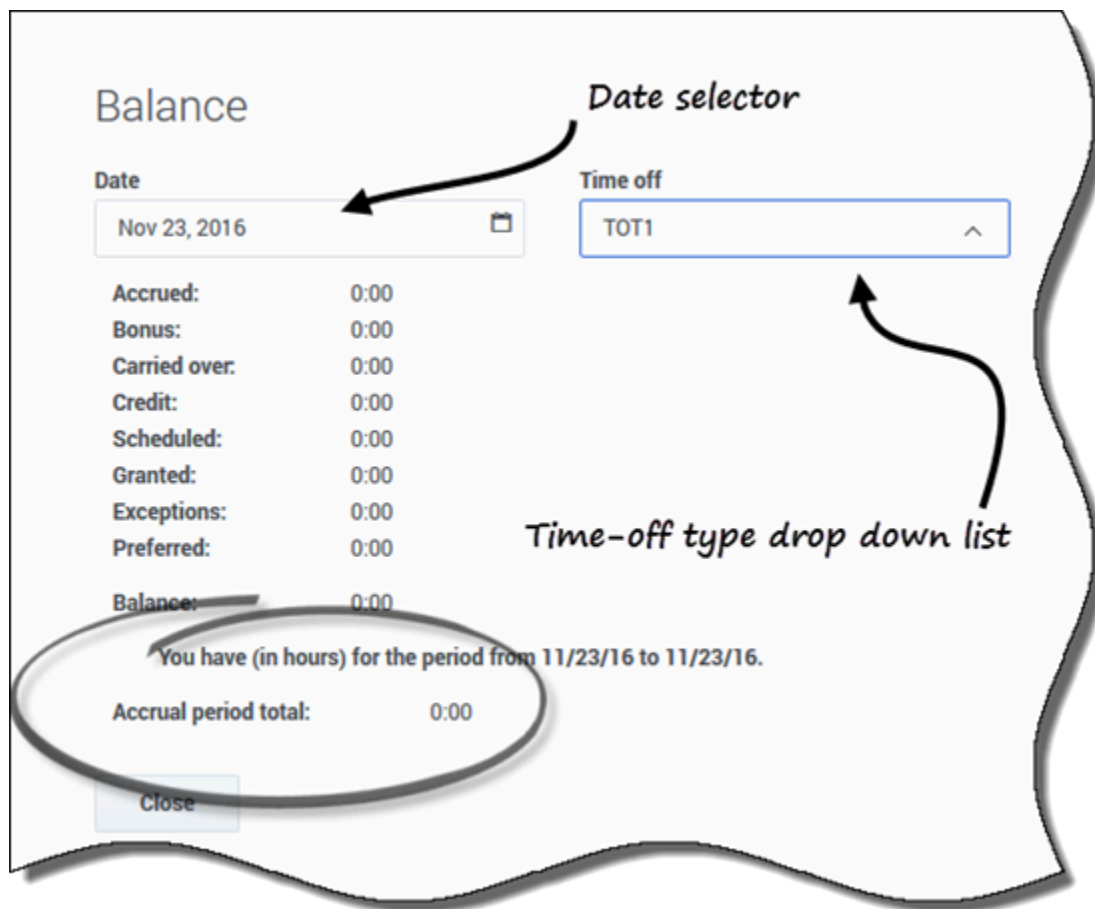 Balance
Date selector
Date
Time off
Nov 23, 2016
TOT1
Accrued: 0:00
Bonus: 0:00
Carried over: 0:00
Credit: 0:00
Scheduled: 0:00
Granted: 0:00
Exceptions: 0:00
Preferred: 0:00
Time-off type drop down list
Balance: 0:00
You have (in hours) for the period from 11/23/16 to 11/23/16.
Accrual period total: 0:00
Close